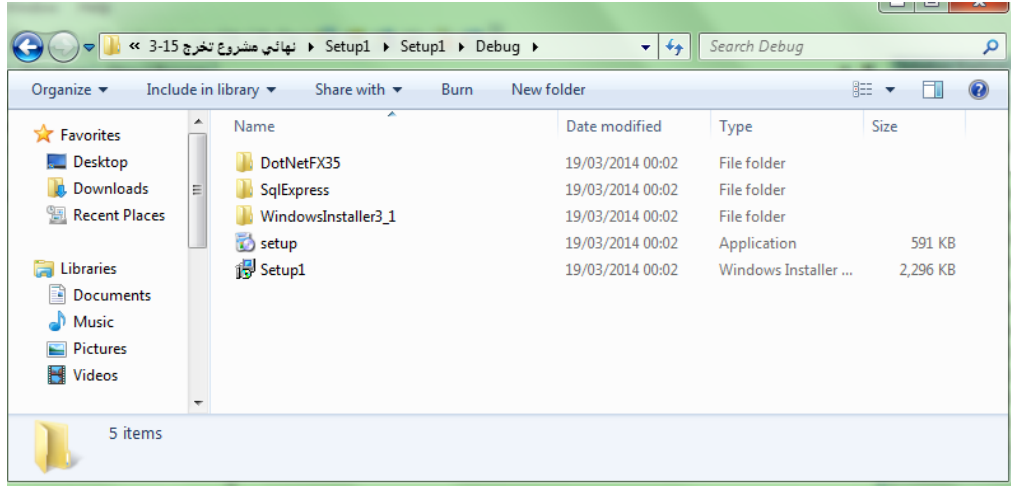 « نهائي مشروع تخرج 15-3 Setup1 Setup1 Debug
Search Debug
Organize Include in library Share with Burn New folder
Favorites
Desktop
Downloads
Recent Places
Libraries
Documents
Music
Pictures
Videos
Name Date modified Type Size
DotNetFX35 19/03/2014 00:02 File folder
SqlExpress 19/03/2014 00:02 File folder
WindowsInstaller3_1 19/03/2014 00:02 File folder
setup 19/03/2014 00:02 Application 591 KB
Setup1 19/03/2014 00:02 Windows Installer ... 2,296 KB
5 items